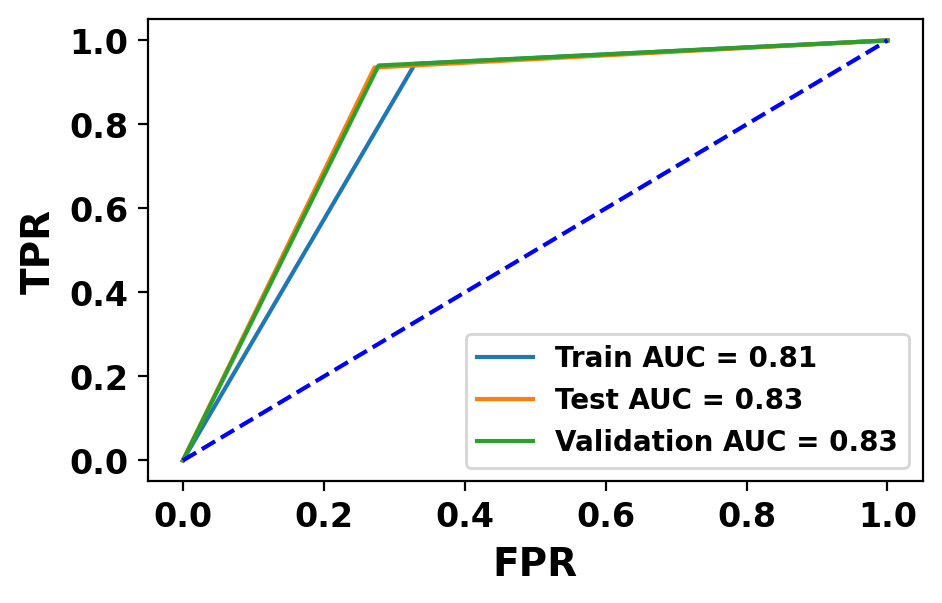 1.0
0.8
0.6
0.4
0.2
0.0
TPR
Train AUC = 0.81
Test AUC = 0.83
Validation AUC = 0.83
0.0 0.2 0.4 0.6 0.8 1.0
FPR